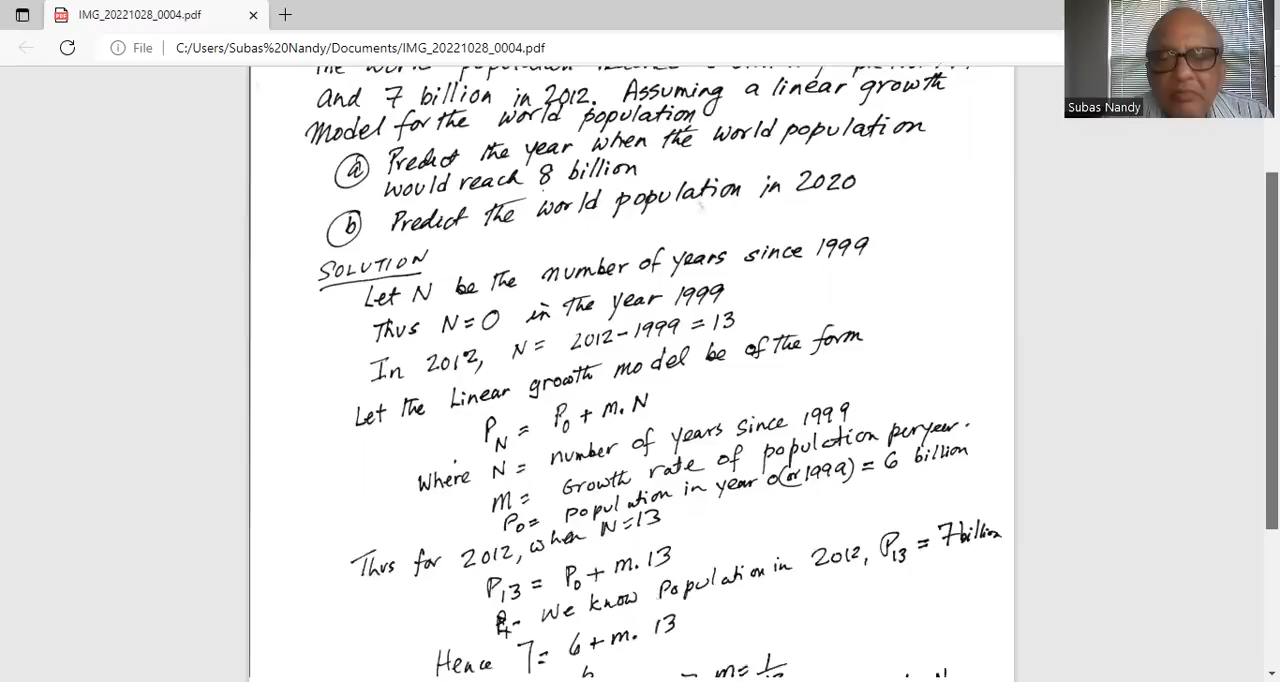 IMG_20221028_0004.pdf
File
C:/Users/Subas%20Nandy/Documents/IMG_20221028_0004.pdf
Subas Nandy
the world population
and 7 billion in 2012. Assuming a linear growth
Model for the world population
(a) Predict the year when the world population
would reach 8 billion
(b) Predict the world population in 2020
SOLUTION
Let N be the number of years since 1999
Thus N=0 in the year 1999
In 2012, N= 2012-1999 = 13
Let the Linear growth model be of the form
P_N = P_0 + m. N
Where N = number of years since 1999
m = Growth rate of population per year.
P_0 = population in year 0 (or 1999) = 6 billion
Thus for 2012, when N=13
P_13 = P_0 + m. 13
We know Population in 2012, P_13 = 7 billion
Hence 7 = 6 + m. 13